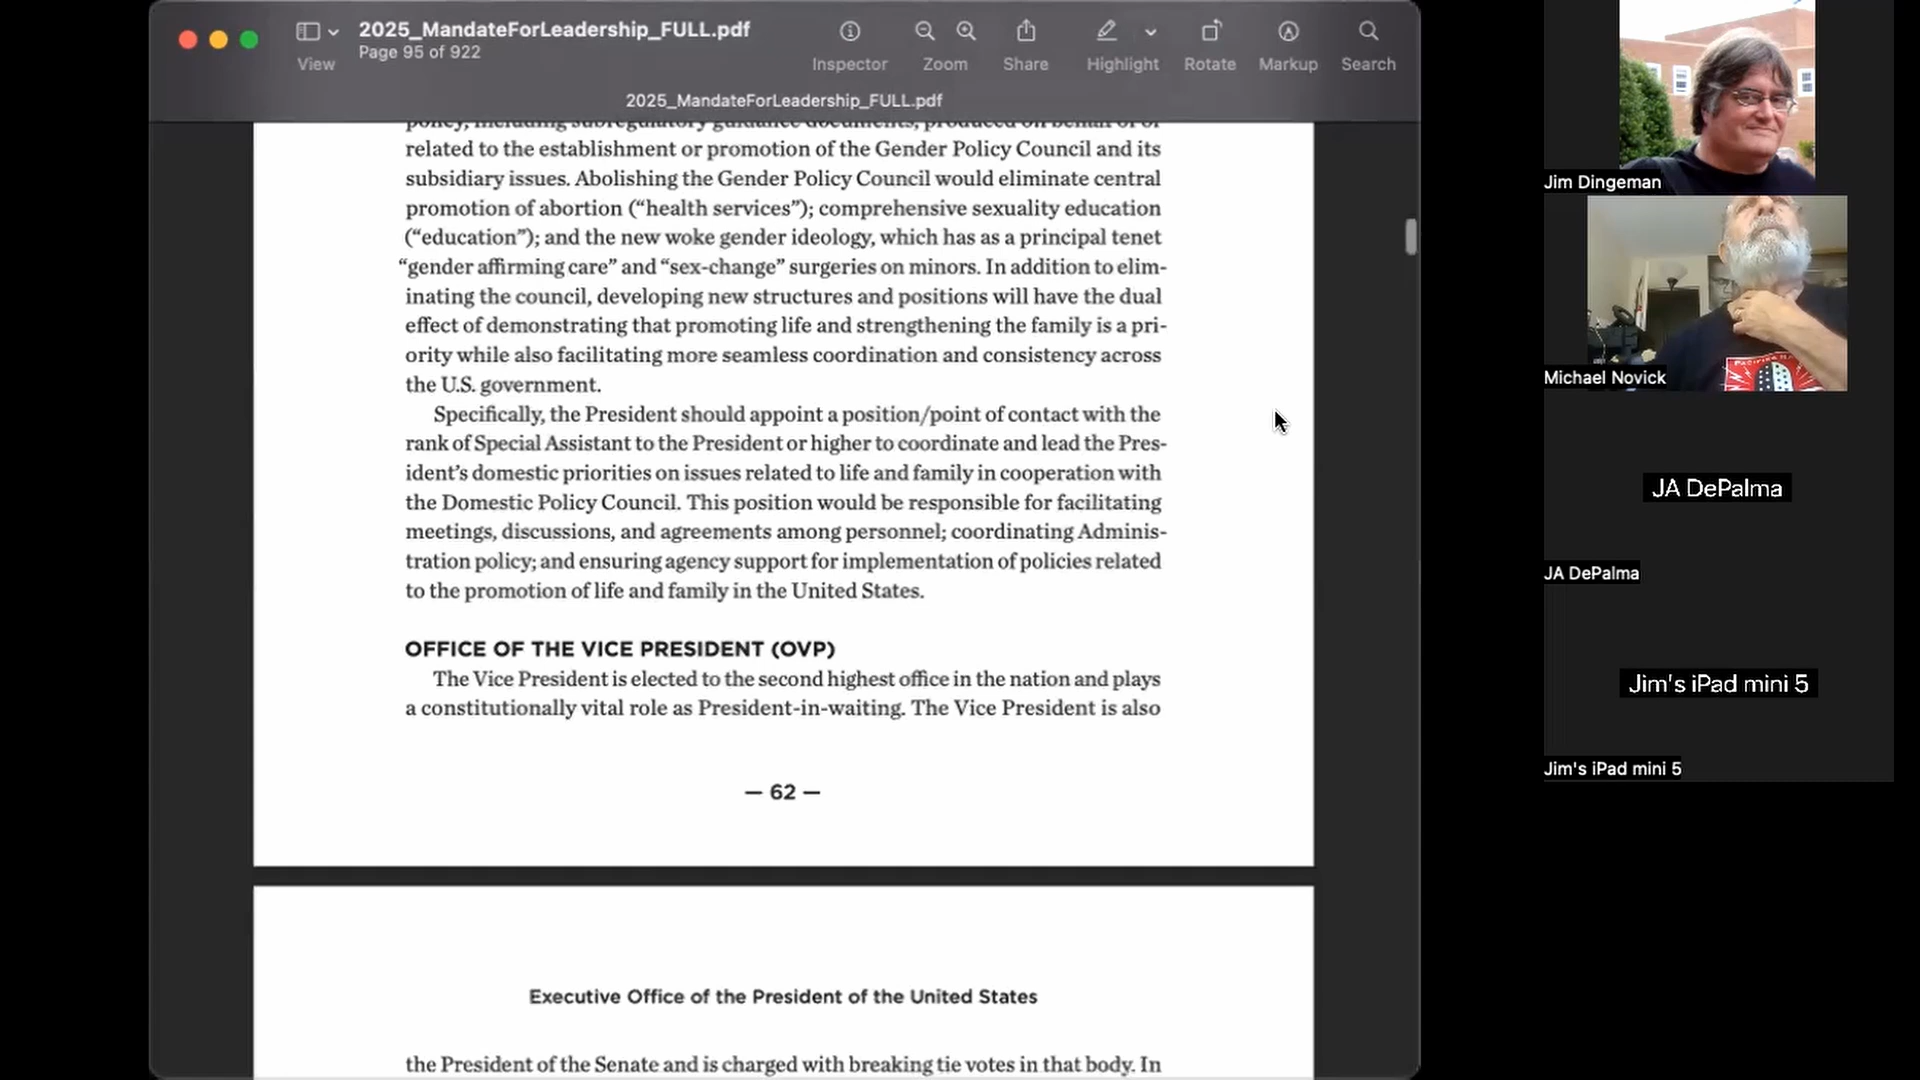 2025_MandateForLeadership_FULL.pdf
Page 95 of 922
View
Inspector
Zoom
Share
Highlight
Rotate
Markup
Search
2025_MandateForLeadership_FULL.pdf
policy, including subregulatory guidance documents, produced on behalf of or
related to the establishment or promotion of the Gender Policy Council and its
subsidiary issues. Abolishing the Gender Policy Council would eliminate central
promotion of abortion (“health services”); comprehensive sexuality education
(“education”); and the new woke gender ideology, which has as a principal tenet
“gender affirming care” and “sex-change” surgeries on minors. In addition to elim-
inating the council, developing new structures and positions will have the dual
effect of demonstrating that promoting life and strengthening the family is a pri-
ority while also facilitating more seamless coordination and consistency across
the U.S. government.
Specifically, the President should appoint a position/point of contact with the
rank of Special Assistant to the President or higher to coordinate and lead the Pres-
ident’s domestic priorities on issues related to life and family in cooperation with
the Domestic Policy Council. This position would be responsible for facilitating
meetings, discussions, and agreements among personnel; coordinating Adminis-
tration policy; and ensuring agency support for implementation of policies related
to the promotion of life and family in the United States.
OFFICE OF THE VICE PRESIDENT (OVP)
The Vice President is elected to the second highest office in the nation and plays
a constitutionally vital role as President-in-waiting. The Vice President is also
— 62 —
Executive Office of the President of the United States
the President of the Senate and is charged with breaking tie votes in that body. In
Jim Dingeman
Michael Novick
JA DePalma
JA DePalma
Jim's iPad mini 5
Jim's iPad mini 5